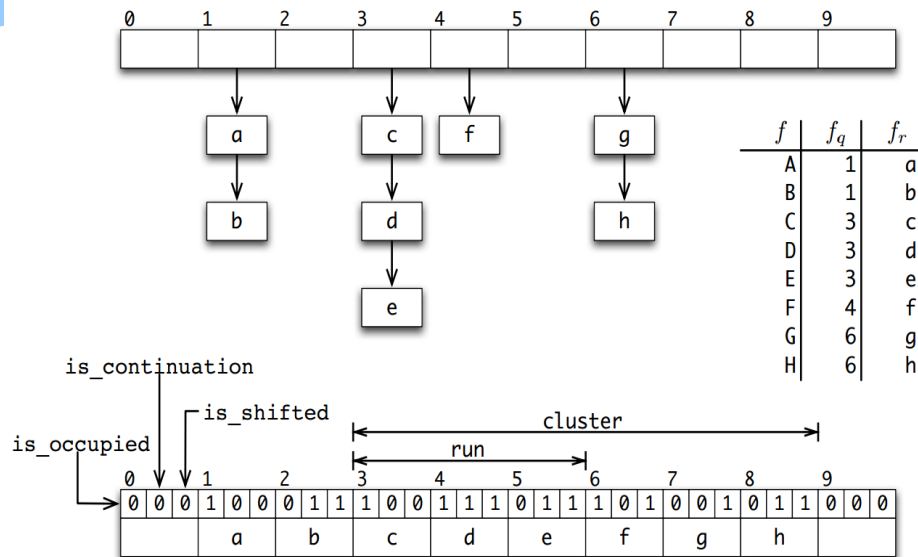 0 1 2 3 4 5 6 7 8 9
a c f g
b d h
e
f f_q f_r
A 1 a
B 1 b
C 3 c
D 3 d
E 3 e
F 4 f
G 6 g
H 6 h
is_continuation
is_shifted
is_occupied
cluster
run
0 1 2 3 4 5 6 7 8 9
0 0 0 1 0 0 0 1 1 1 0 0 1 1 1 0 1 1 1 0 1 0 0 1 0 1 1 0 0 0
a b c d e f g h